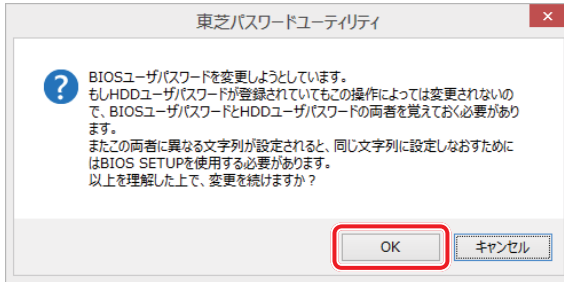 東芝パスワードユーティリティ
BIOSユーザパスワードを変更しようとしています。
もしHDDユーザパスワードが登録されていてもこの操作によっては変更されないの
で、BIOSユーザパスワードとHDDユーザパスワードの両者を覚えておく必要があり
ます。
またこの両者に異なる文字列が設定されると、同じ文字列に設定しなおすために
はBIOS SETUPを使用する必要があります。
以上を理解した上で、変更を続けますか？
OK
キャンセル